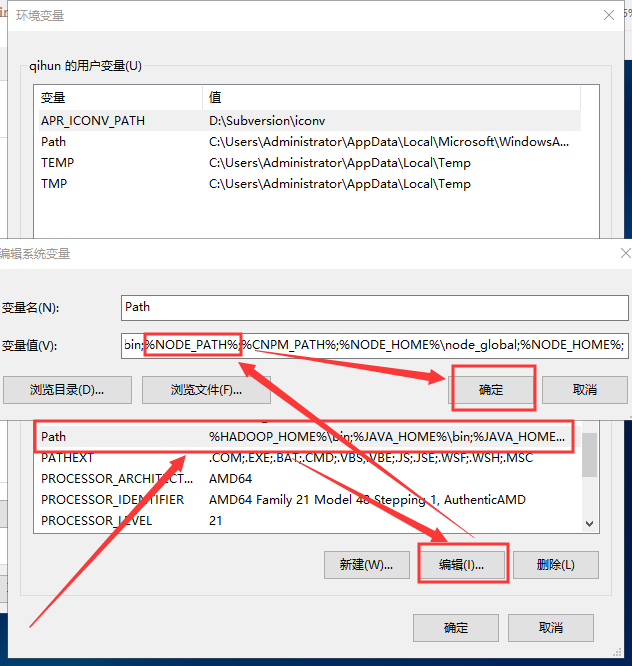 环境变量
qihun 的用户变量(U)
变量 值
APR_ICONV_PATH D:\Subversion\iconv
Path C:\Users\Administrator\AppData\Local\Microsoft\WindowsA...
TEMP C:\Users\Administrator\AppData\Local\Temp
TMP C:\Users\Administrator\AppData\Local\Temp
编辑系统变量
变量名(N): Path
变量值(V): bin;%NODE_PATH%;%CNPM_PATH%;%NODE_HOME%\node_global;%NODE_HOME%;
浏览目录(D)... 浏览文件(F)... 确定 取消
Path %HADOOP_HOME%\bin;%JAVA_HOME%\bin;%JAVA_HOME...
PATHEXT .COM;.EXE;.BAT;.CMD;.VBS;.VBE;.JS;.JSE;.WSF;.WSH;.MSC
PROCESSOR_ARCHITECT... AMD64
PROCESSOR_IDENTIFIER AMD64 Family 21 Model 48 Stepping 1, AuthenticAMD
PROCESSOR_LEVEL 21
新建(W)... 编辑(I)... 删除(L)
确定 取消